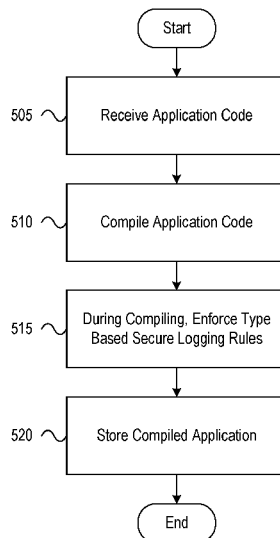 Start
505
Receive Application Code
510
Compile Application Code
515
During Compiling, Enforce Type
Based Secure Logging Rules
520
Store Compiled Application
End